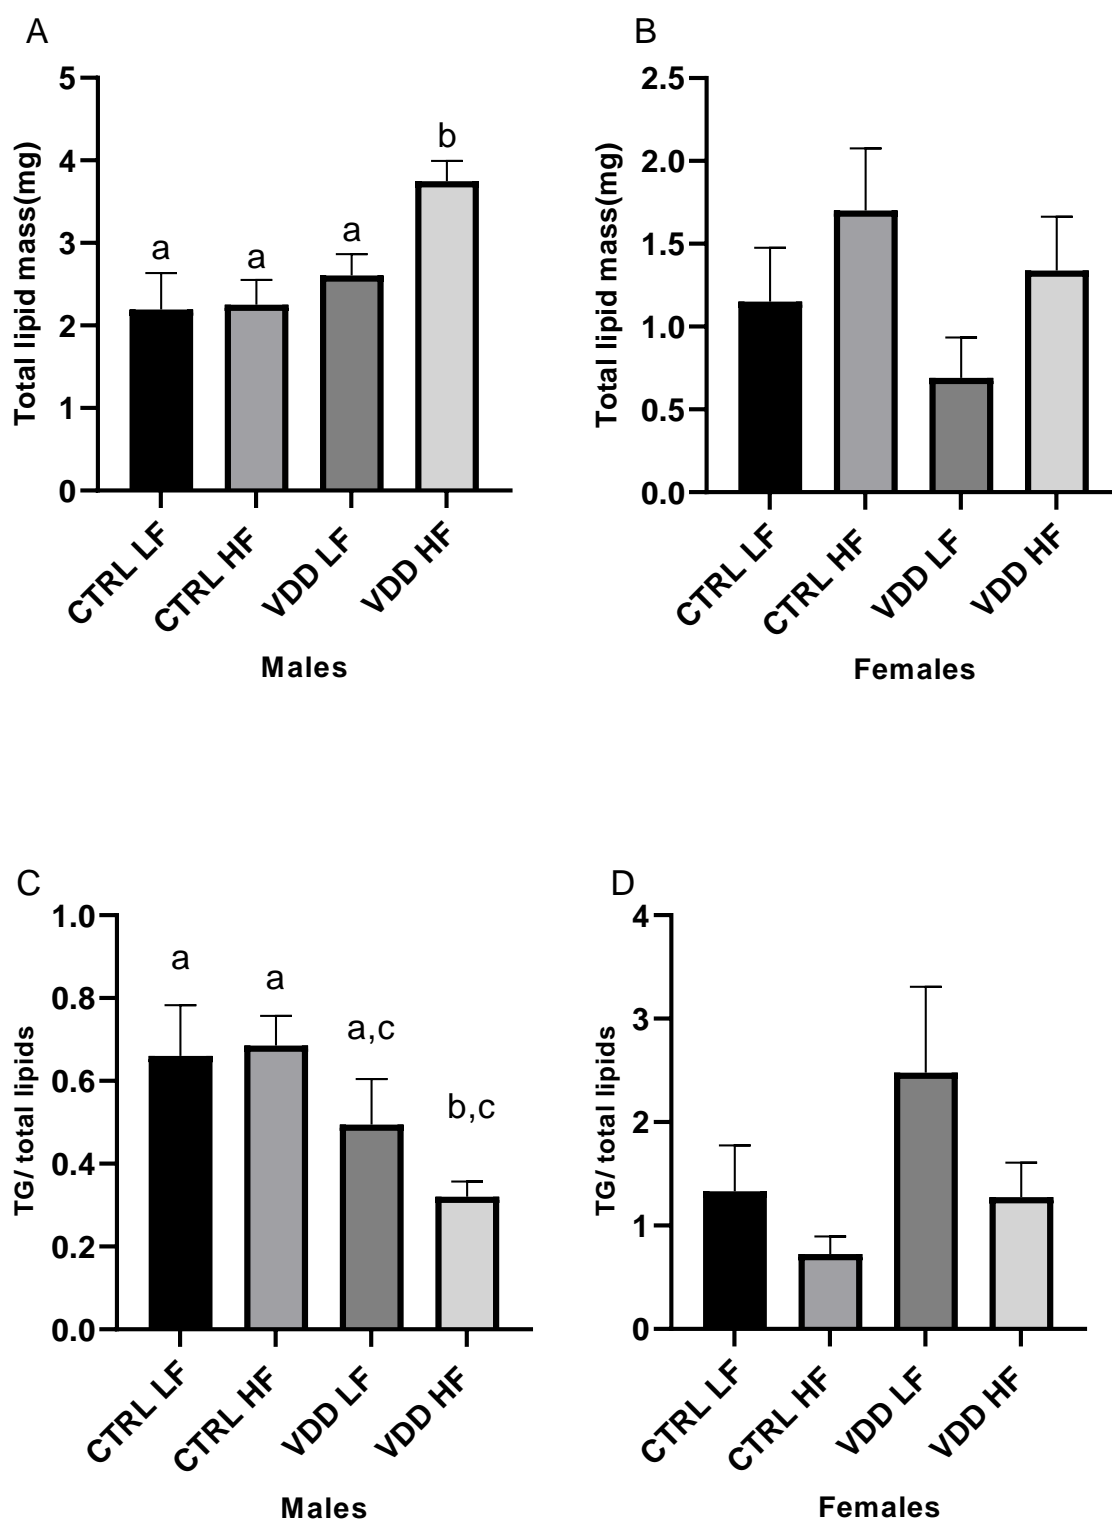 A
Total lipid mass(mg)
5
4
3
2
1
0
a
a
a
b
CTRL LF
CTRL HF
VDD LF
VDD HF
Males
B
Total lipid mass(mg)
2.5
2.0
1.5
1.0
0.5
0.0
CTRL LF
CTRL HF
VDD LF
VDD HF
Females
C
TG/ total lipids
1.0
0.8
0.6
0.4
0.2
0.0
a
a
a,c
b,c
CTRL LF
CTRL HF
VDD LF
VDD HF
Males
D
TG/ total lipids
4
3
2
1
0
CTRL LF
CTRL HF
VDD LF
VDD HF
Females